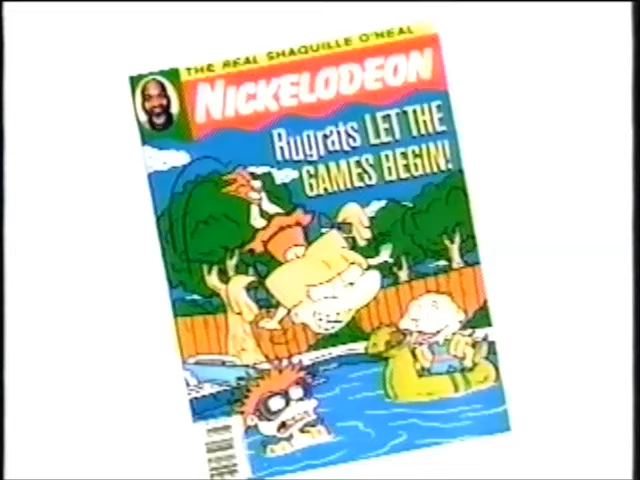 THE REAL SHAQUILLE O'NEAL
NICKELODEON
Rugrats LET THE
GAMES BEGIN!